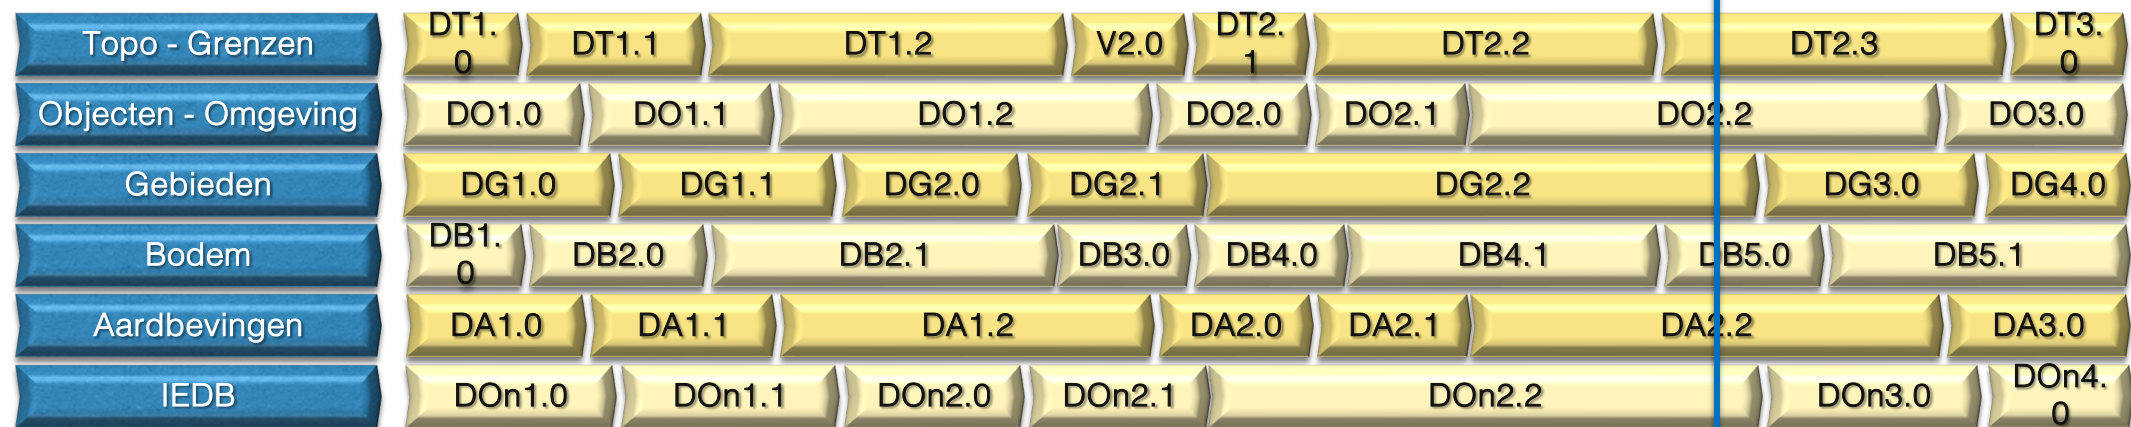 Topo - Grenzen DT1.0 DT1.1 DT1.2 V2.0 DT2.1 DT2.2 DT2.3 DT3.0
Objecten - Omgeving DO1.0 DO1.1 DO1.2 DO2.0 DO2.1 DO2.2 DO3.0
Gebieden DG1.0 DG1.1 DG2.0 DG2.1 DG2.2 DG3.0 DG4.0
Bodem DB1.0 DB2.0 DB2.1 DB3.0 DB4.0 DB4.1 DB5.0 DB5.1
Aardbevingen DA1.0 DA1.1 DA1.2 DA2.0 DA2.1 DA2.2 DA3.0
IEDB DOn1.0 DOn1.1 DOn2.0 DOn2.1 DOn2.2 DOn3.0 DOn4.0